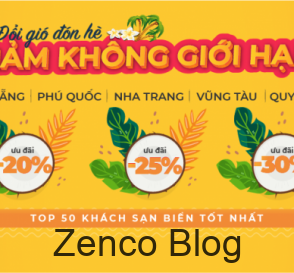 Đổi gió đón hè
ẢM KHÔNG GIỚI HẠ
ẴNG | PHÚ QUỐC | NHA TRANG | VŨNG TÀU | QUY
ưu đãi ưu đãi ưu đãi
-20% -25% -30%
TOP 50 KHÁCH SẠN BIỂN TỐT NHẤT
Zenco Blog